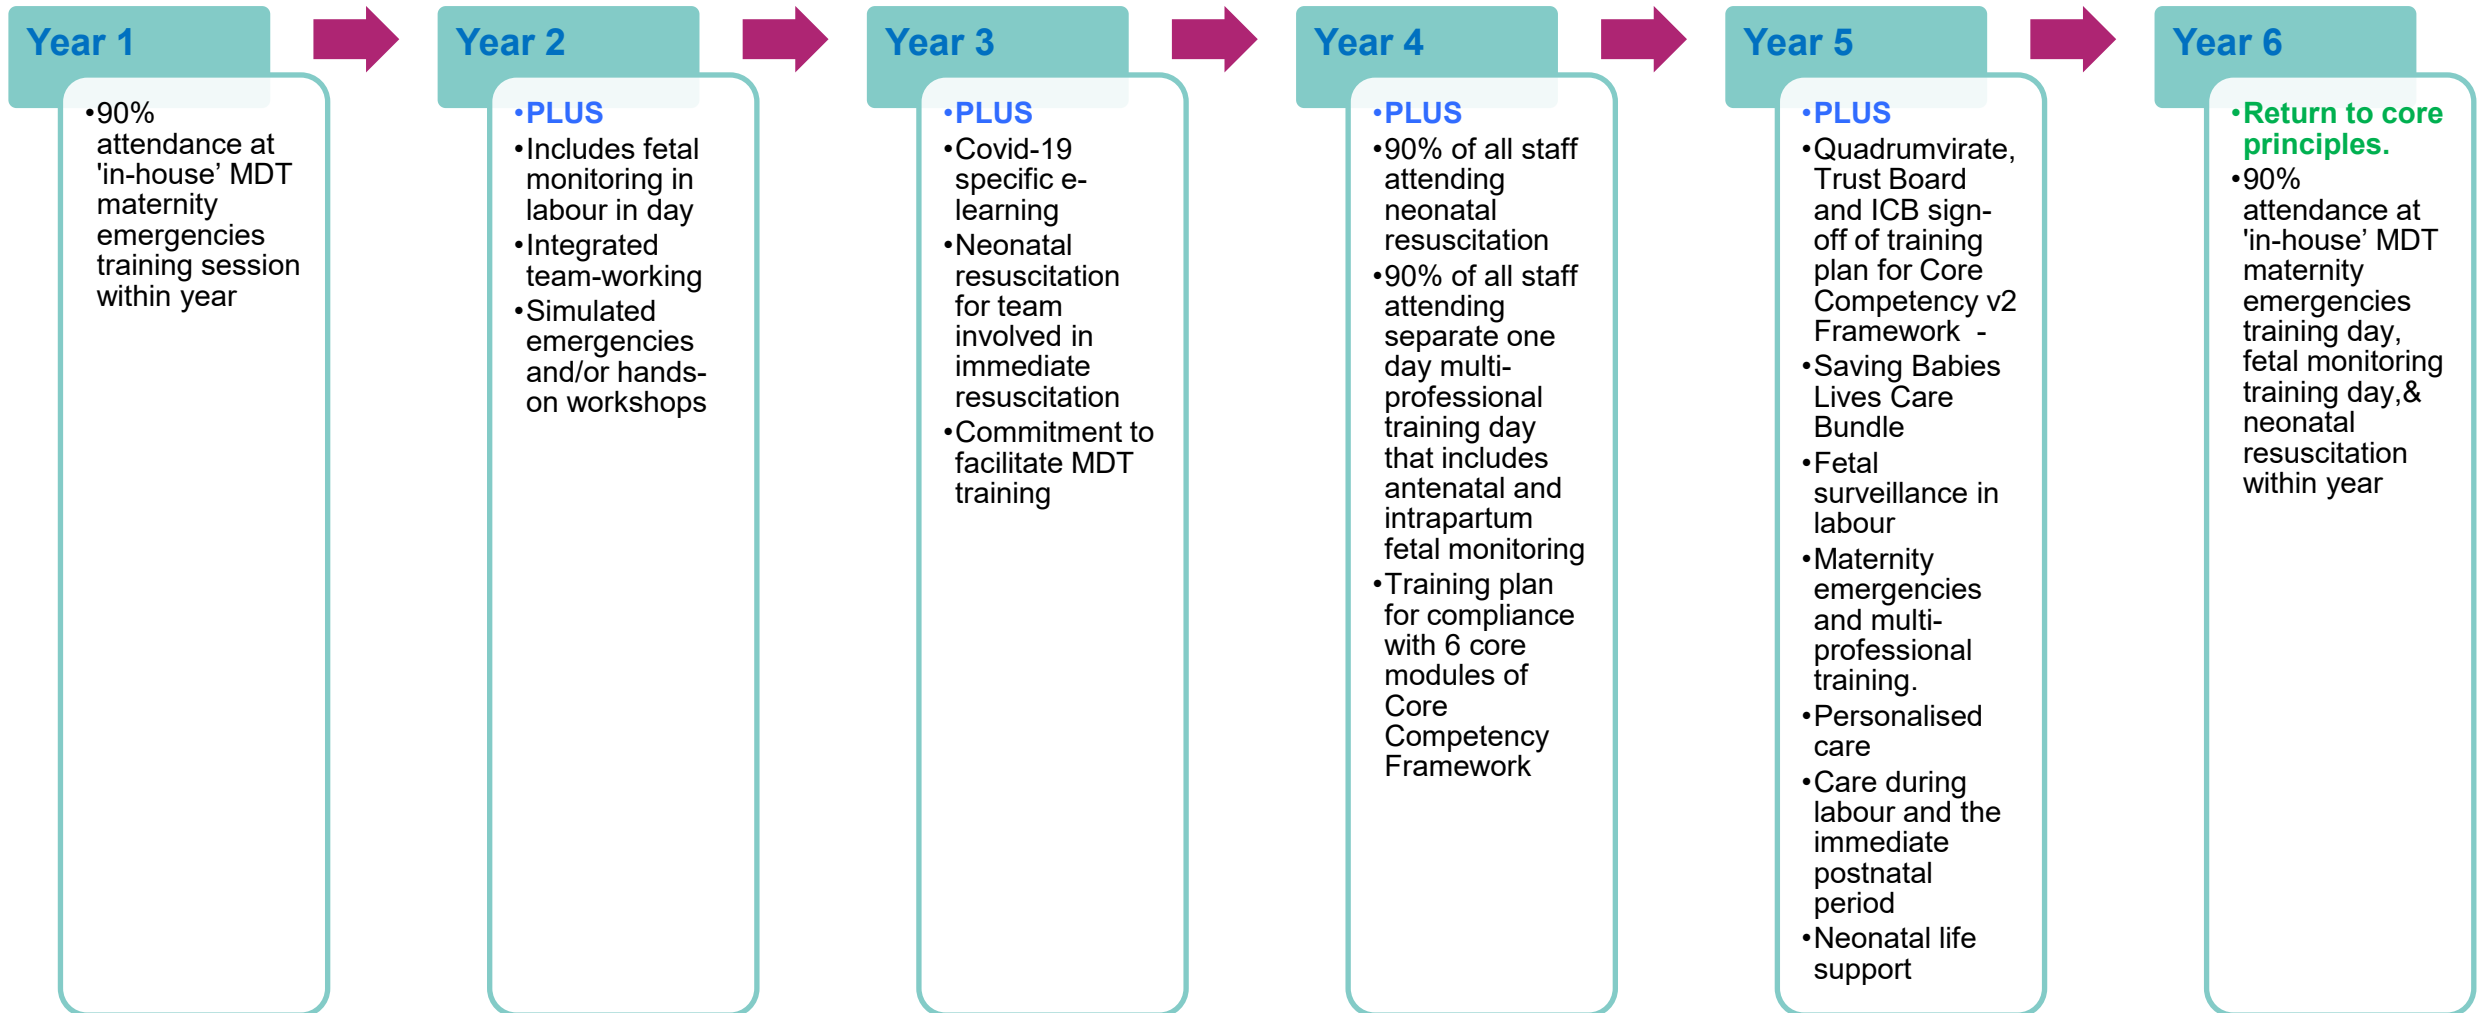 Year 1
•90%
attendance at
'in-house’ MDT
maternity
emergencies
training session
within year
Year 2
•PLUS
•Includes fetal
monitoring in
labour in day
•Integrated
team-working
•Simulated
emergencies
and/or hands-
on workshops
Year 3
•PLUS
•Covid-19
specific e-
learning
•Neonatal
resuscitation
for team
involved in
immediate
resuscitation
•Commitment to
facilitate MDT
training
Year 4
•PLUS
•90% of all staff
attending
neonatal
resuscitation
•90% of all staff
attending
separate one
day multi-
professional
training day
that includes
antenatal and
intrapartum
fetal monitoring
•Training plan
for compliance
with 6 core
modules of
Core
Competency
Framework
Year 5
•PLUS
•Quadrumvirate,
Trust Board
and ICB sign-
off of training
plan for Core
Competency v2
Framework  -
•Saving Babies
Lives Care
Bundle
•Fetal
surveillance in
labour
•Maternity
emergencies
and multi-
professional
training.
•Personalised
care
•Care during
labour and the
immediate
postnatal
period
•Neonatal life
support
Year 6
•Return to core
principles.
•90%
attendance at
'in-house’ MDT
maternity
emergencies
training day,
fetal monitoring
training day,&
neonatal
resuscitation
within year